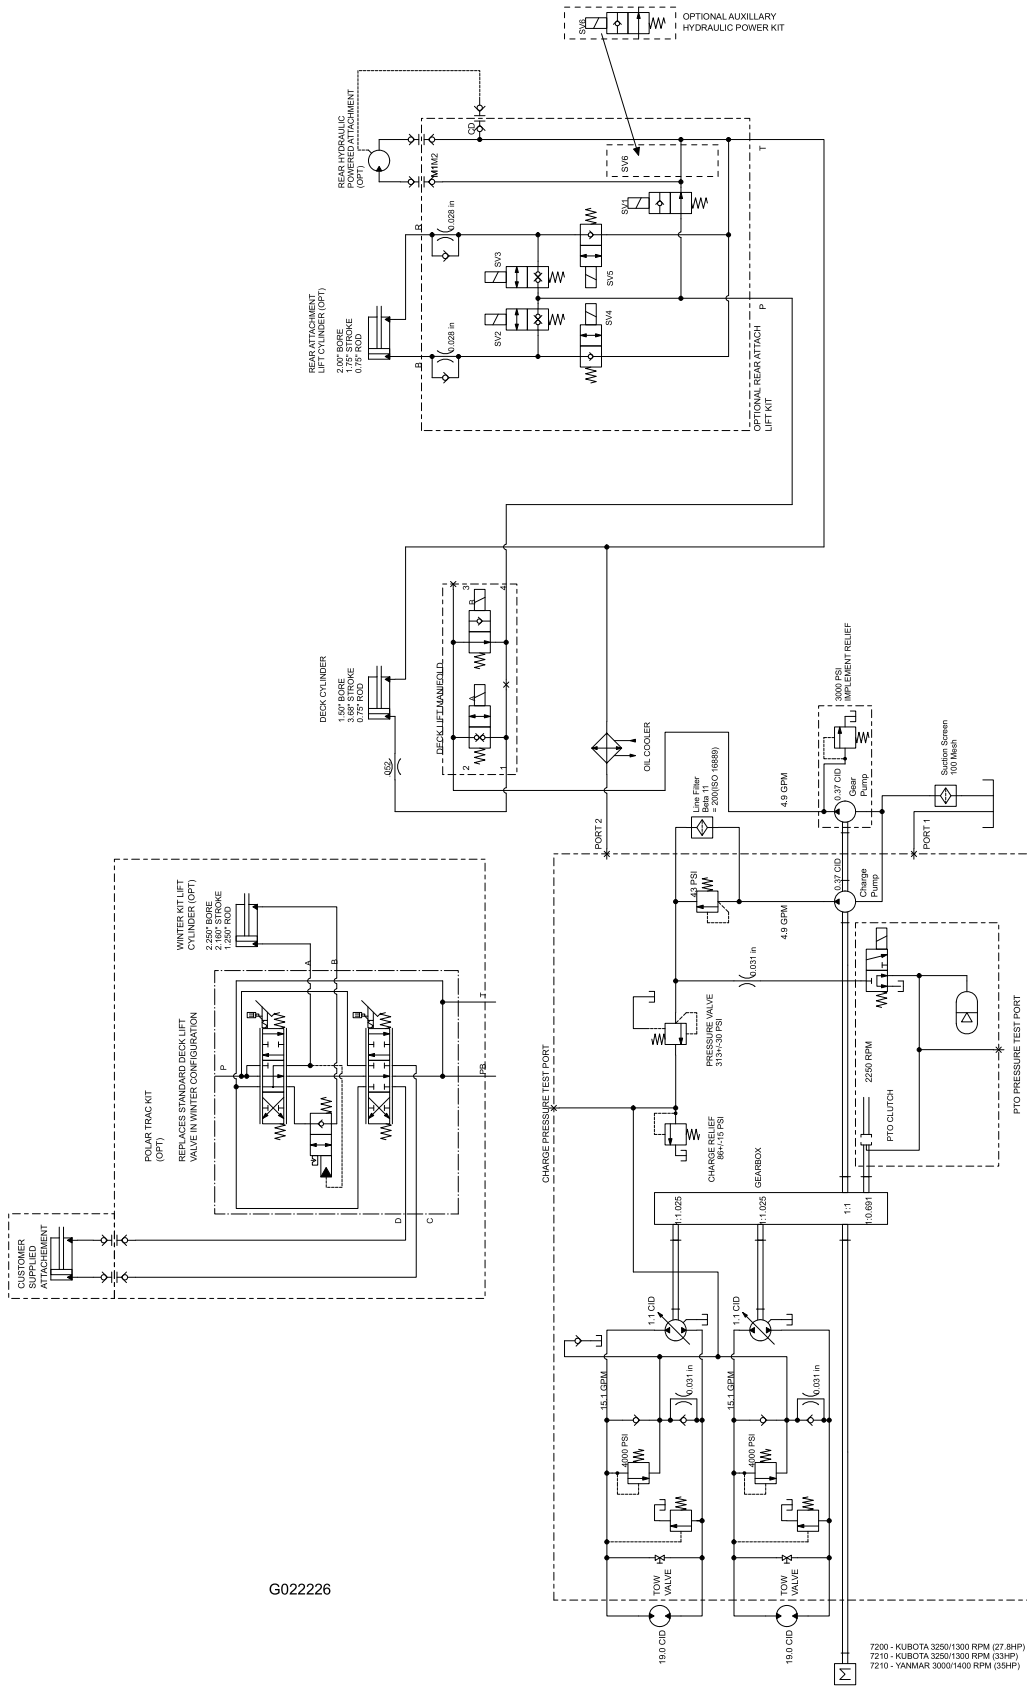 SV6
OPTIONAL AUXILLARY
HYDRAULIC POWER KIT
REAR HYDRAULIC
POWERED ATTACHMENT
(OPT)
QD
M1M2
SV6
T
SV1
R
0.028 in
SV3
SV5
REAR ATTACHMENT
LIFT CYLINDER (OPT)
2.00" BORE
1.75" STROKE
0.75" ROD
P
SV2
SV4
B
0.028 in
OPTIONAL REAR ATTACH
LIFT KIT
DECK CYLINDER
1.50" BORE
3.68" STROKE
0.75" ROD
.052
DECK LIFT MANIFOLD
3
4
B
A
2
1
OIL COOLER
3000 PSI
IMPLEMENT RELIEF
0.37 CID
Gear
Pump
4.9 GPM
Suction Screen
100 Mesh
Line Filter
Beta 11
= 200(ISO 16889)
PORT 2
PORT 1
43 PSI
0.37 CID
Charge
Pump
4.9 GPM
0.031 in
WINTER KIT LIFT
CYLINDER (OPT)
2.250" BORE
2.160" STROKE
1.250" ROD
A
B
P
T
PB
POLAR TRAC KIT
(OPT)
REPLACES STANDARD DECK LIFT
VALVE IN WINTER CONFIGURATION
D
C
CUSTOMER
SUPPLIED
ATTACHEMENT
CHARGE PRESSURE TEST PORT
PRESSURE VALVE
313+/-30 PSI
CHARGE RELIEF
86+/-15 PSI
2250 RPM
PTO CLUTCH
PTO PRESSURE TEST PORT
GEARBOX
1:1.025
1:1.025
1:1
1:0.691
1.1 CID
1.1 CID
15.1 GPM
0.031 in
15.1 GPM
0.031 in
4000 PSI
4000 PSI
TOW
VALVE
TOW
VALVE
19.0 CID
19.0 CID
G022226
M
7200 - KUBOTA 3250/1300 RPM (27.8HP)
7210 - KUBOTA 3250/1300 RPM (33HP)
7210 - YANMAR 3000/1400 RPM (35HP)